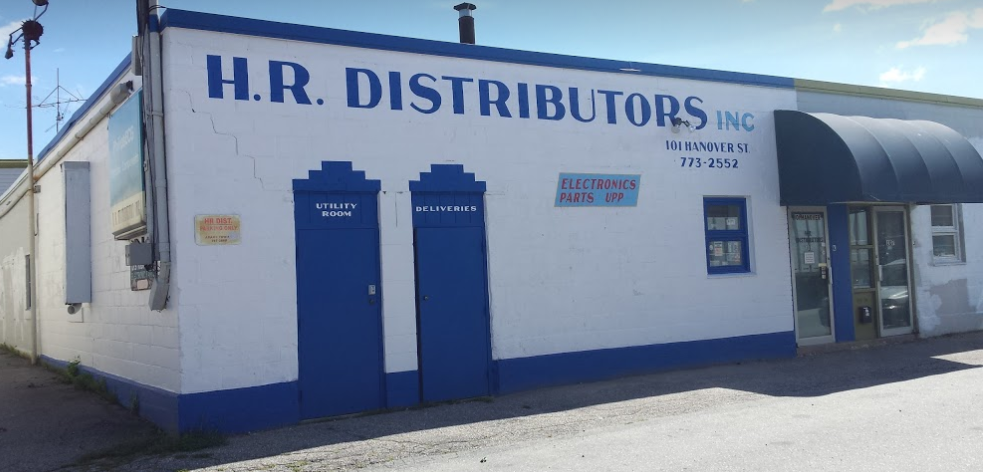 H.R. DISTRIBUTORS INC
101 HANOVER ST.
773-2552
ELECTRONICS
PARTS UPP
UTILITY
ROOM
DELIVERIES
HR DIST.